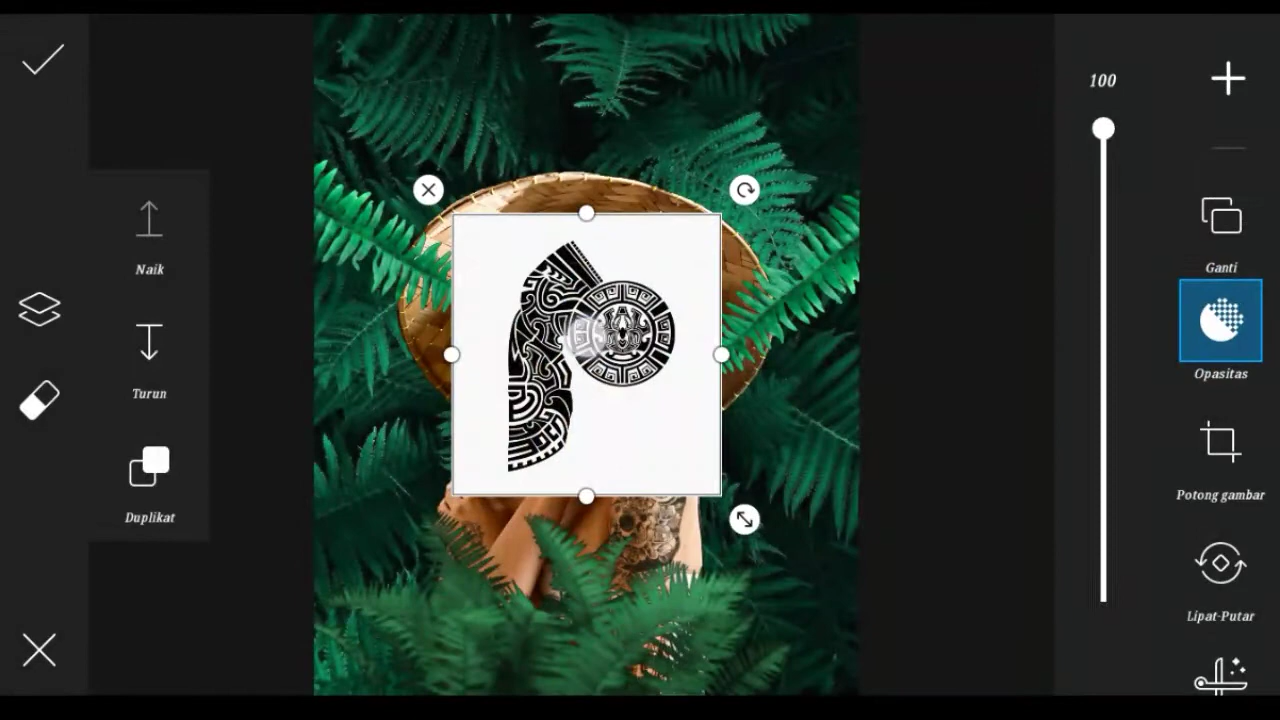 100
Naik
Ganti
Opasitas
Turun
Potong gambar
Duplikat
Lipat-Putar